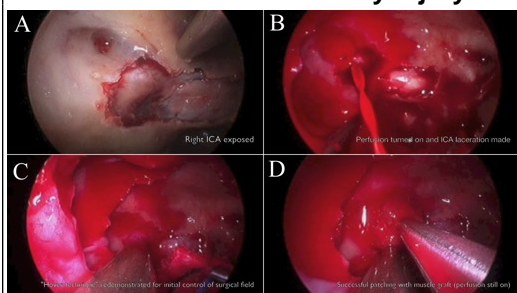 A
Right ICA exposed
B
Perfusion turned on and ICA laceration made
C
demonstrated for initial control of surgical field
D
Successful patching with muscle graft (perfusion still on)